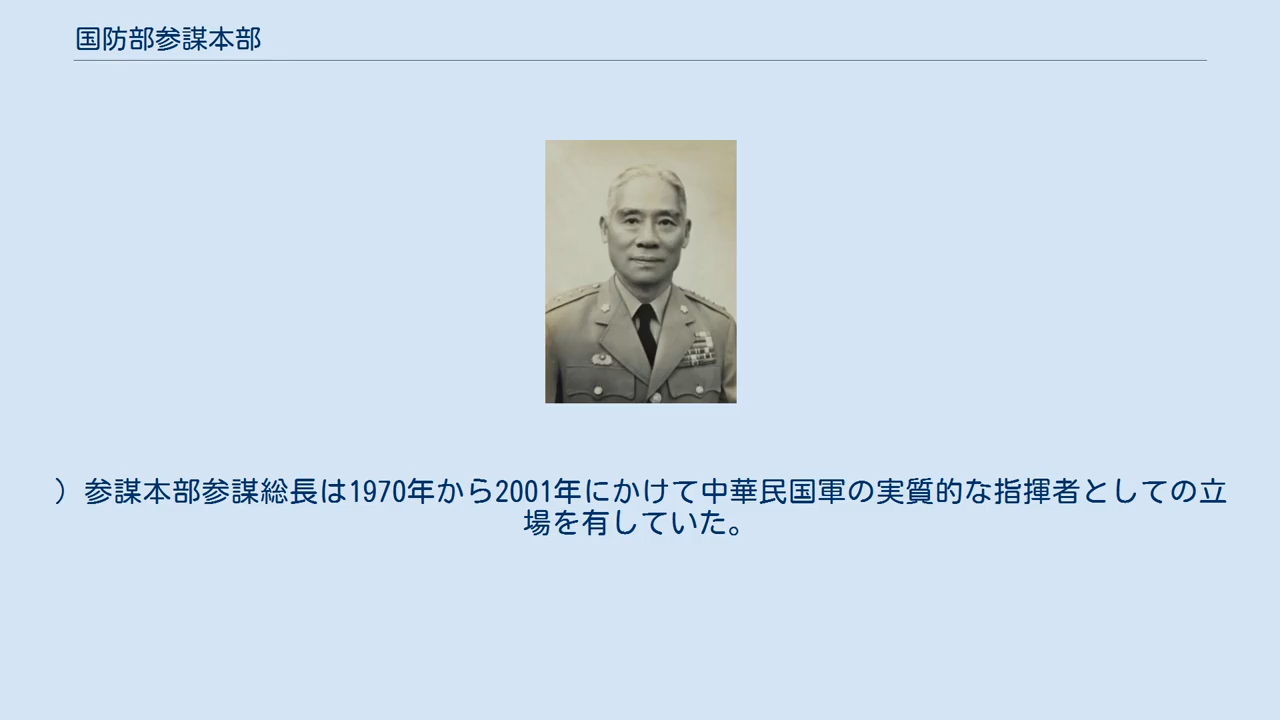 国防部参謀本部
）参謀本部参謀総長は1970年から2001年にかけて中華民国軍の実質的な指揮者としての立
場を有していた。